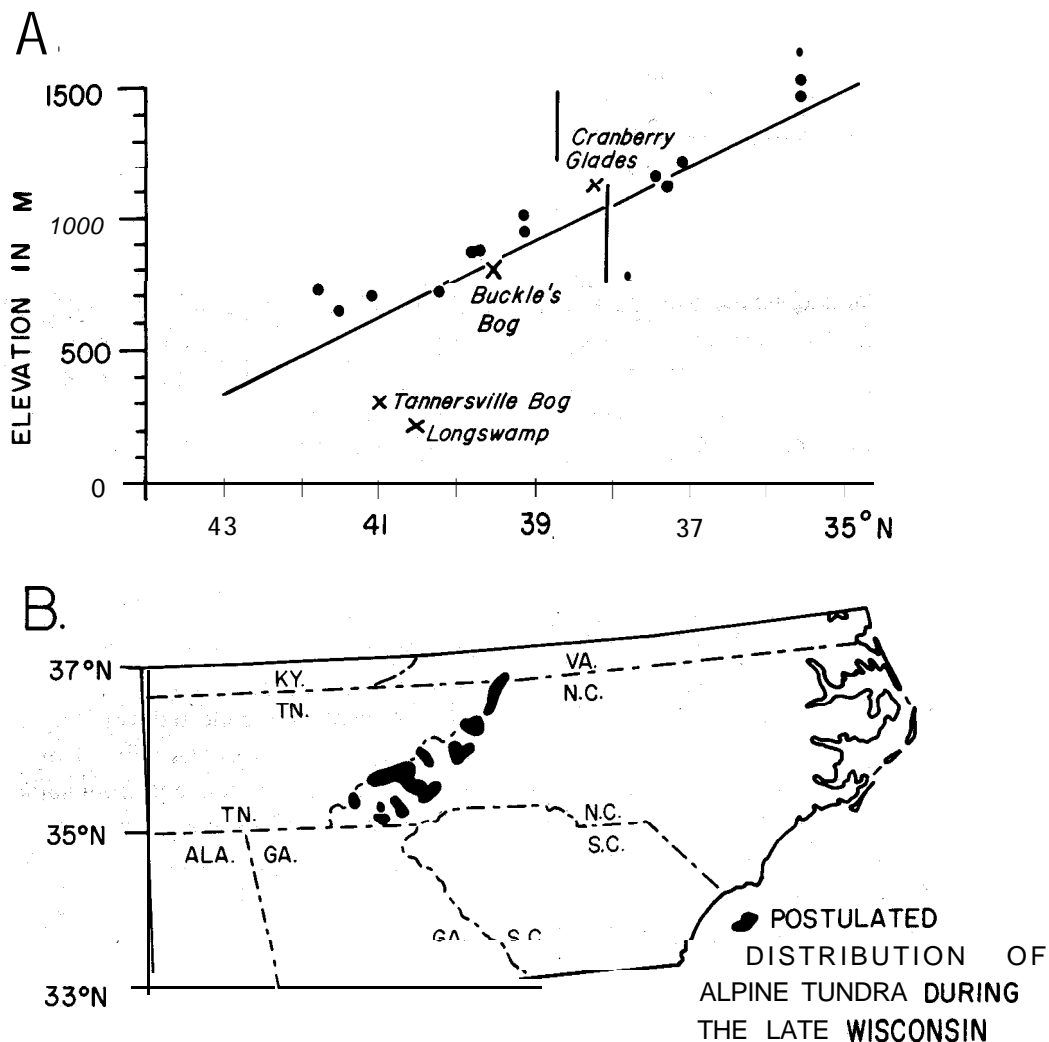 A.
1500
1000
500
0
ELEVATION IN M
Cranberry
Glades
Buckle's
Bog
Tannersville Bog
Longswamp
43 41 39 37 35°N
B.
37°N
35°N
33°N
KY.
VA.
TN.
N.C.
TN.
N.C.
S.C.
ALA. GA.
GA. S.C.
POSTULATED
DISTRIBUTION OF
ALPINE TUNDRA DURING
THE LATE WISCONSIN